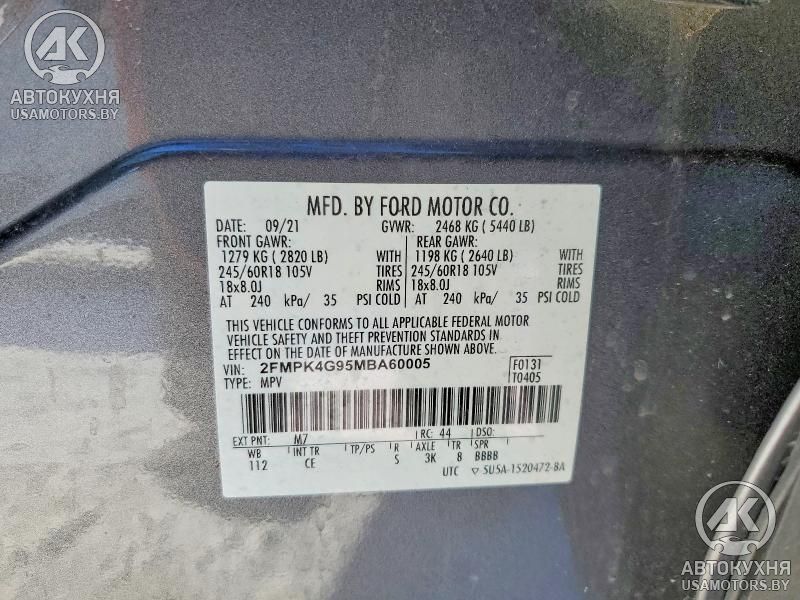 AK
АВТОКУХНЯ
USAMOTORS.BY
MFD. BY FORD MOTOR CO.
DATE: 09/21 GVWR: 2468 KG ( 5440 LB)
FRONT GAWR: REAR GAWR:
1279 KG ( 2820 LB) WITH 1198 KG ( 2640 LB) WITH
245/60R18 105V TIRES 245/60R18 105V TIRES
18x8.0J RIMS 18x8.0J RIMS
AT 240 kPa/ 35 PSI COLD AT 240 kPa/ 35 PSI COLD
THIS VEHICLE CONFORMS TO ALL APPLICABLE FEDERAL MOTOR
VEHICLE SAFETY AND THEFT PREVENTION STANDARDS IN
EFFECT ON THE DATE OF MANUFACTURE SHOWN ABOVE.
VIN: 2FMPK4G95MBA60005 F0131
TYPE: MPV T0405
EXT PNT: M7 RC: 44 DSO:
WB INT TR TP/PS R AXLE TR SPR
112 CE S 3K 8 BBBB
UTC ▽ 5U5A-1520472-BA
AK
АВТОКУХНЯ
USAMOTORS.BY